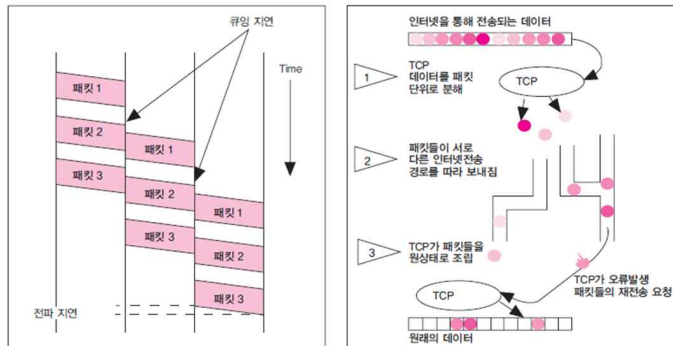 큐잉 지연
Time
패킷 1
패킷 2
패킷 1
패킷 3
패킷 2
패킷 1
패킷 3
패킷 2
패킷 3
전파 지연
인터넷을 통해 전송되는 데이터
1
TCP
데이터를 패킷
단위로 분해
TCP
2
패킷들이 서로
다른 인터넷전송
경로를 따라 보내짐
3
TCP가 패킷들을
원상태로 조립
TCP가 오류발생
패킷들의 재전송 요청
TCP
원래의 데이터